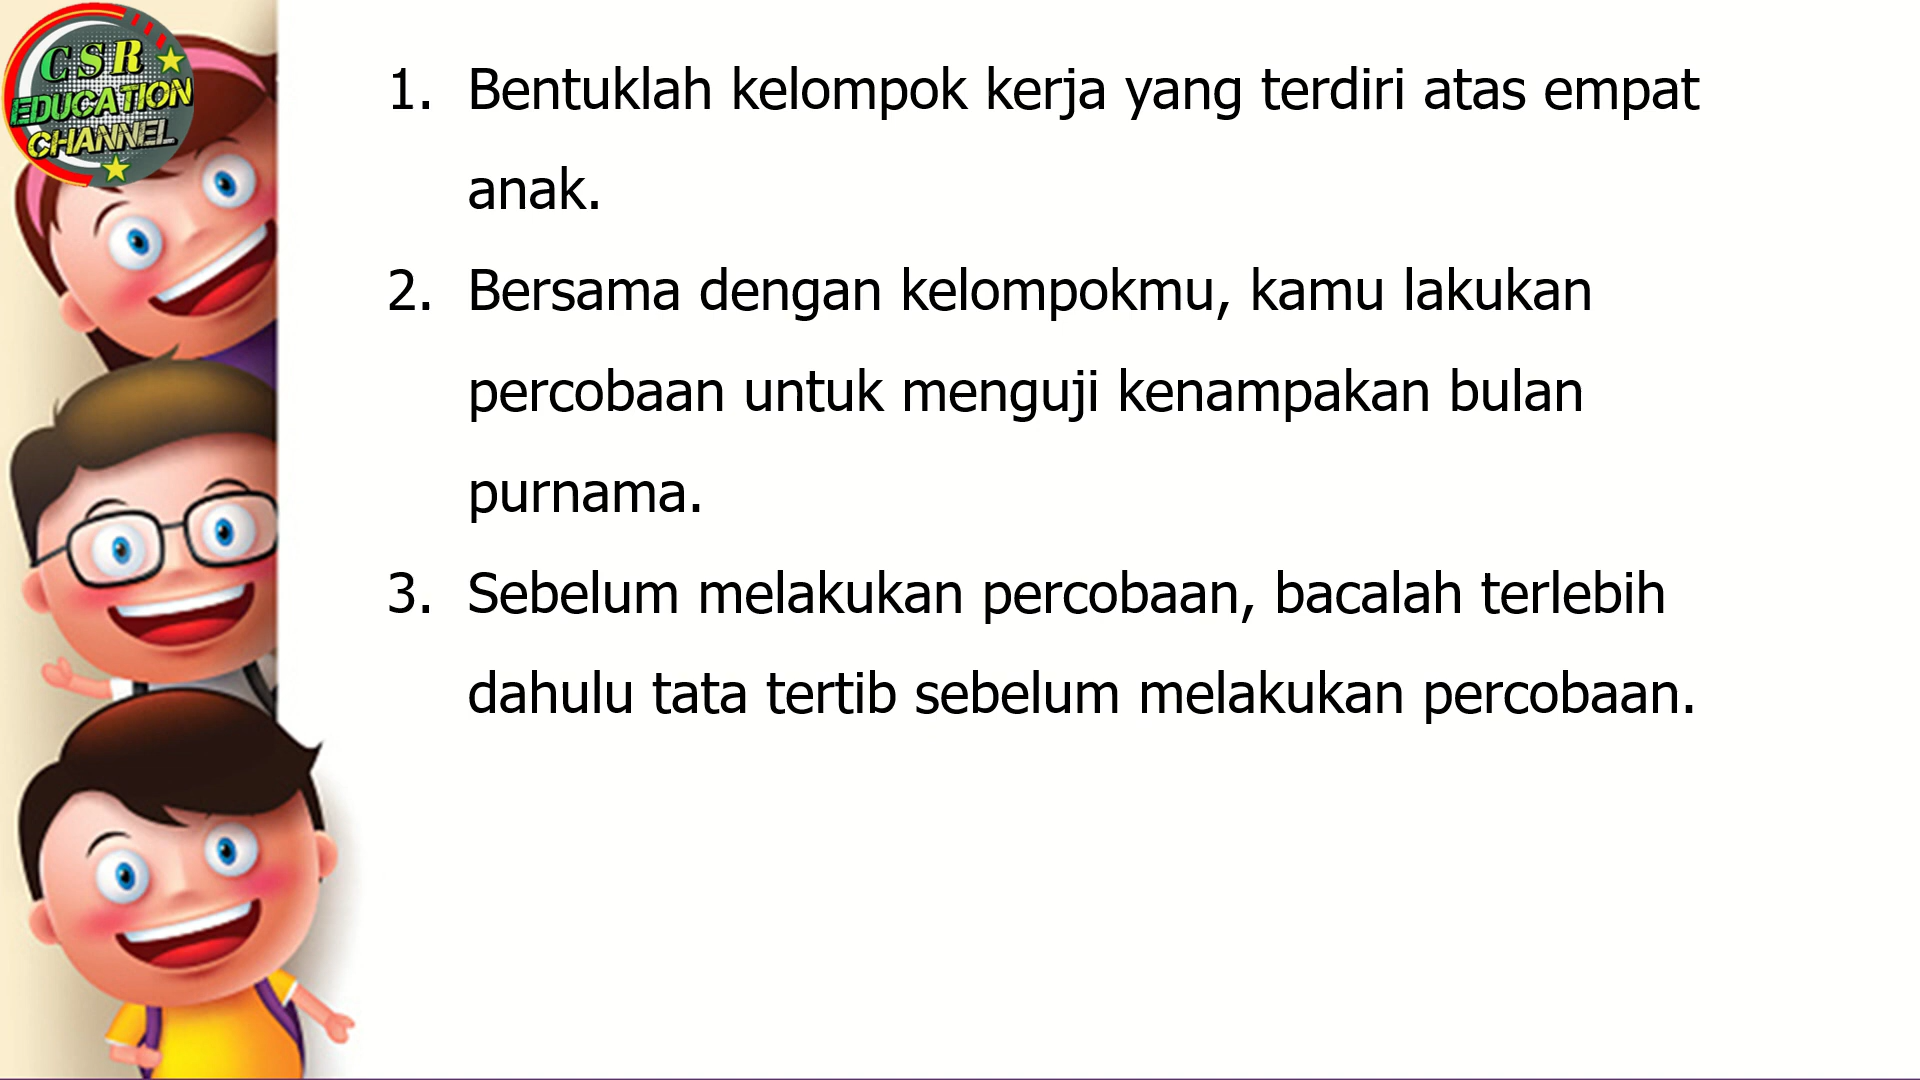 CSR
EDUCATION
CHANNEL
1. Bentuklah kelompok kerja yang terdiri atas empat
anak.
2. Bersama dengan kelompokmu, kamu lakukan
percobaan untuk menguji kenampakan bulan
purnama.
3. Sebelum melakukan percobaan, bacalah terlebih
dahulu tata tertib sebelum melakukan percobaan.